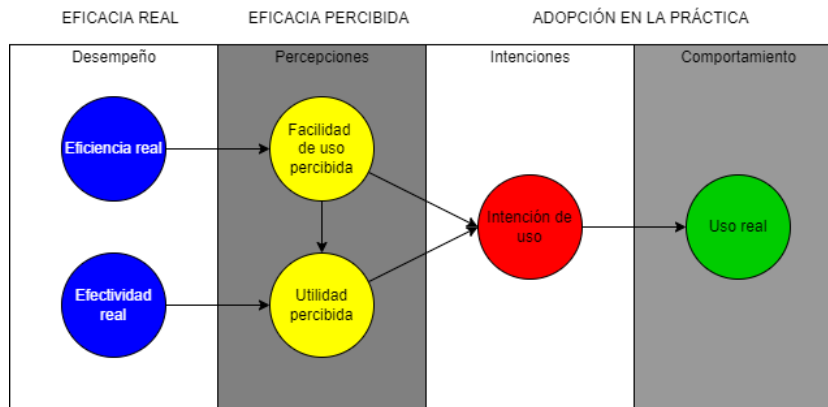 EFICACIA REAL
EFICACIA PERCIBIDA
ADOPCIÓN EN LA PRÁCTICA
Desempeño
Percepciones
Intenciones
Comportamiento
Eficiencia real
Facilidad
de uso
percibida
Intención de
uso
Uso real
Efectividad
real
Utilidad
percibida